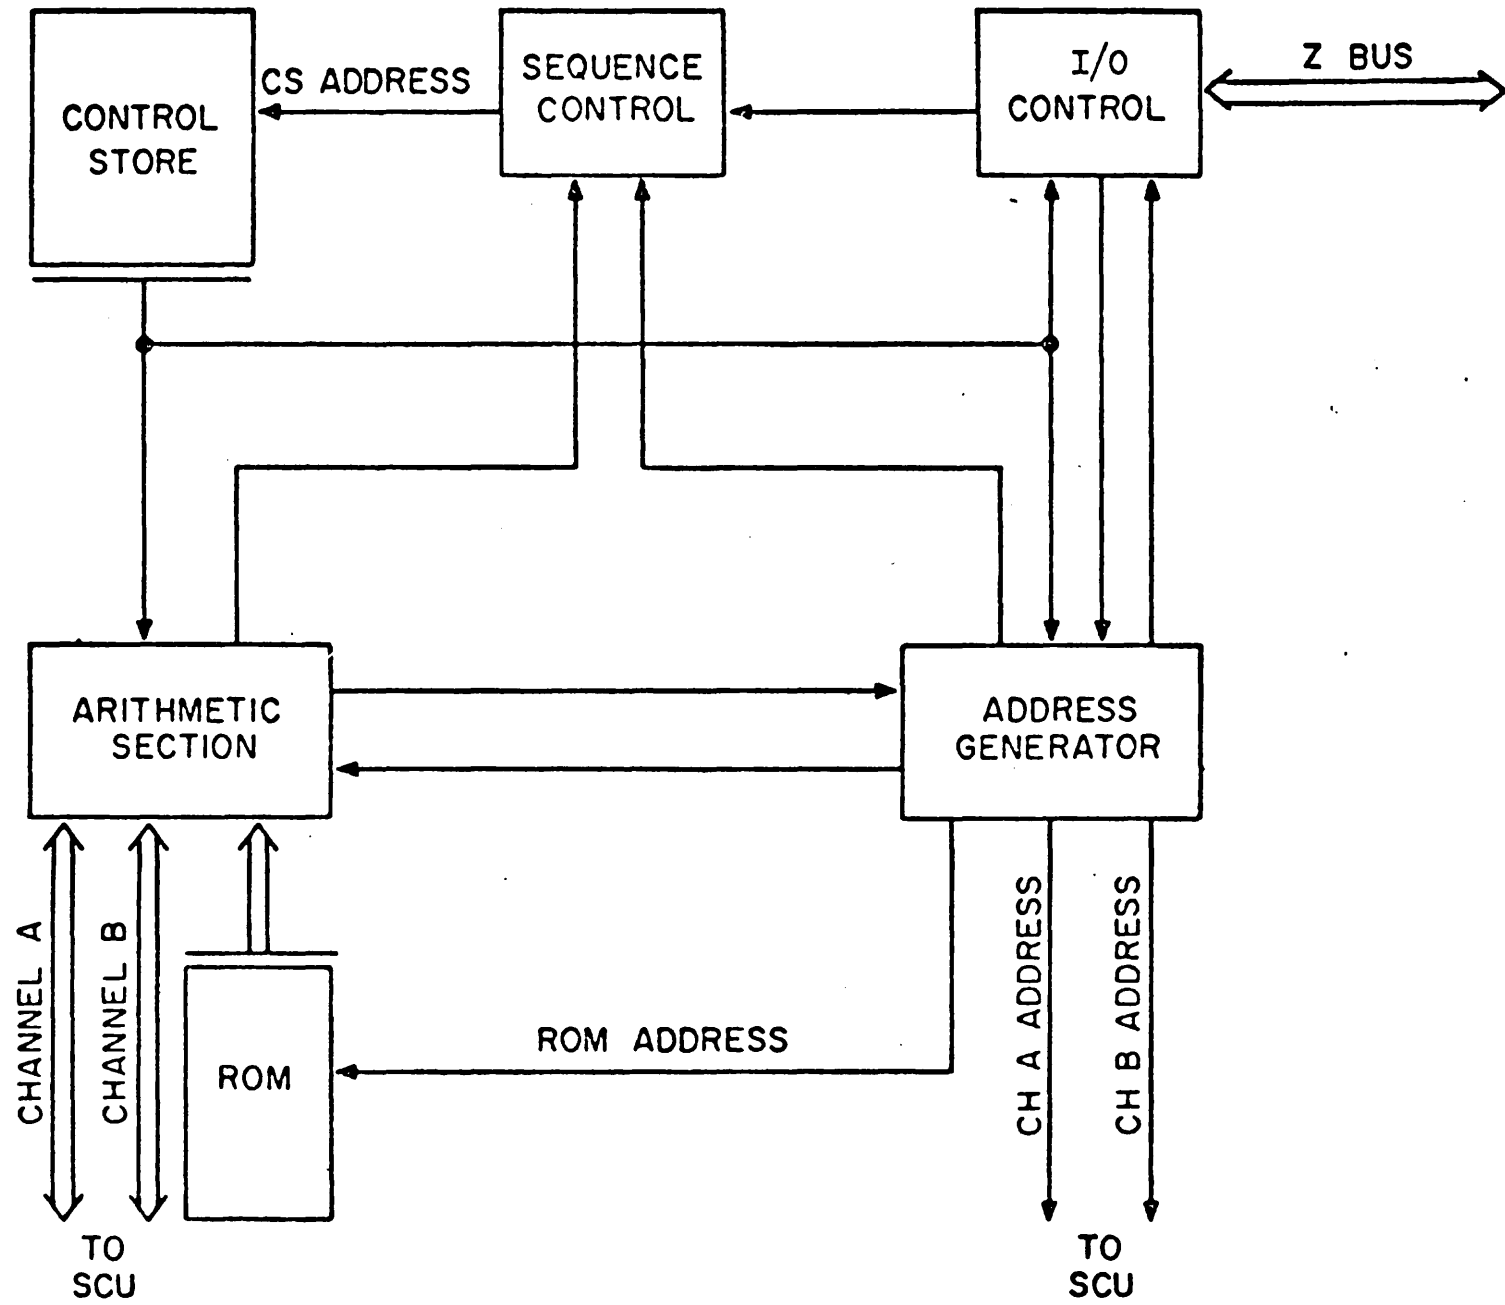 CONTROL
STORE
CS ADDRESS
SEQUENCE
CONTROL
I/O
CONTROL
Z BUS
ARITHMETIC
SECTION
ADDRESS
GENERATOR
CHANNEL A
CHANNEL B
ROM
ROM ADDRESS
CH A ADDRESS
CH B ADDRESS
TO
SCU
TO
SCU